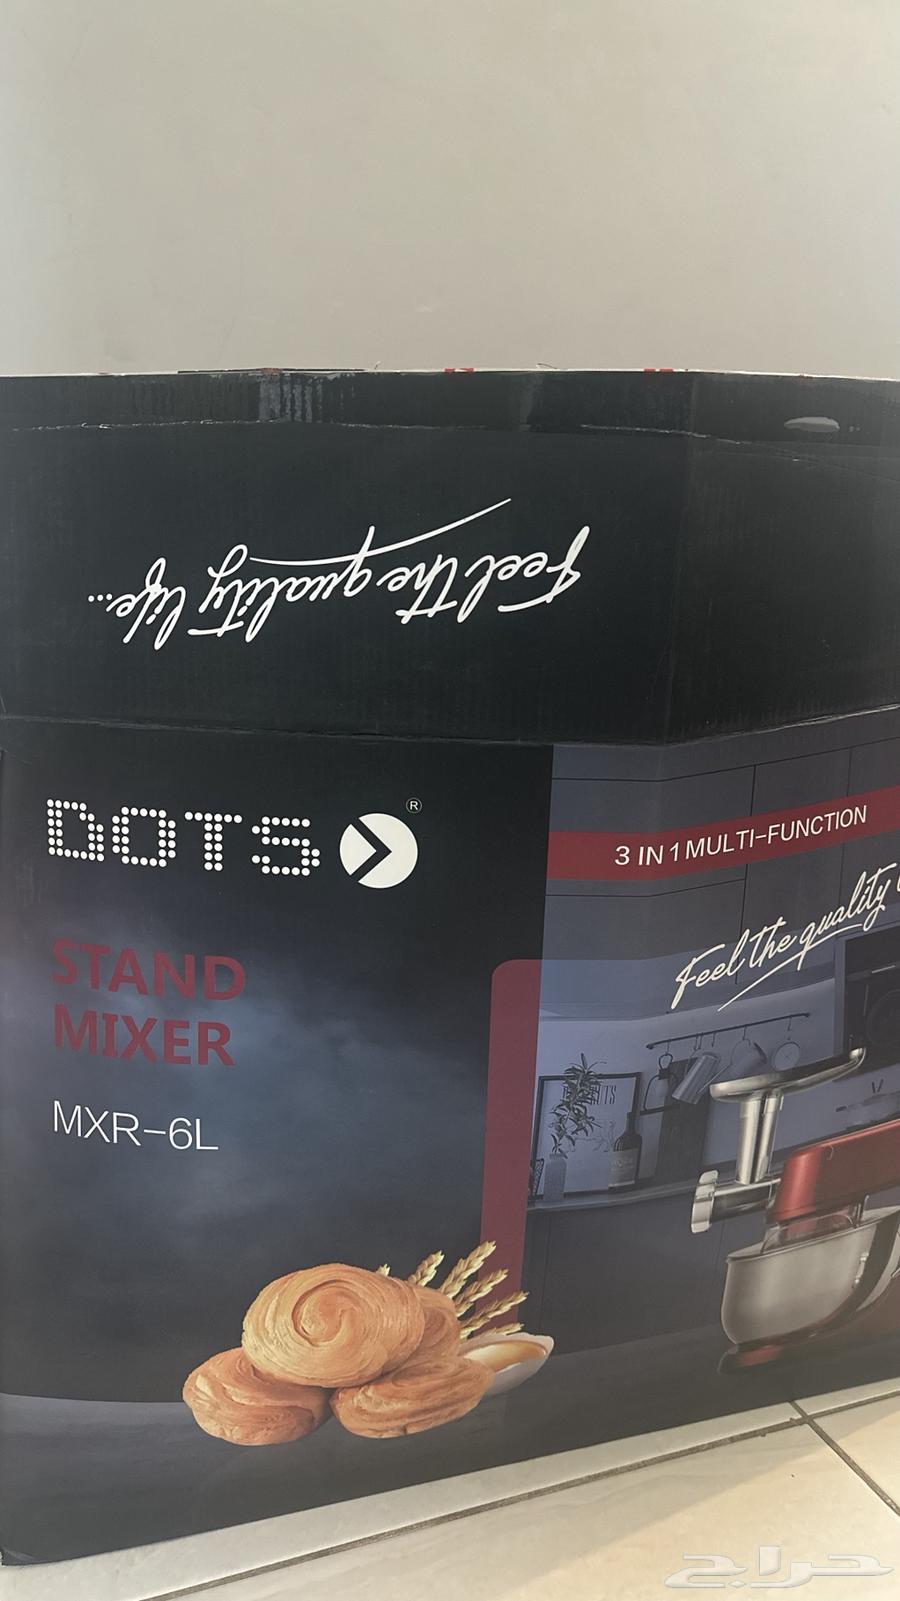 Feel the quality life...
DOTS ®
3 IN 1 MULTI-FUNCTION
Feel the quality
STAND
MIXER
MXR-6L
حراج